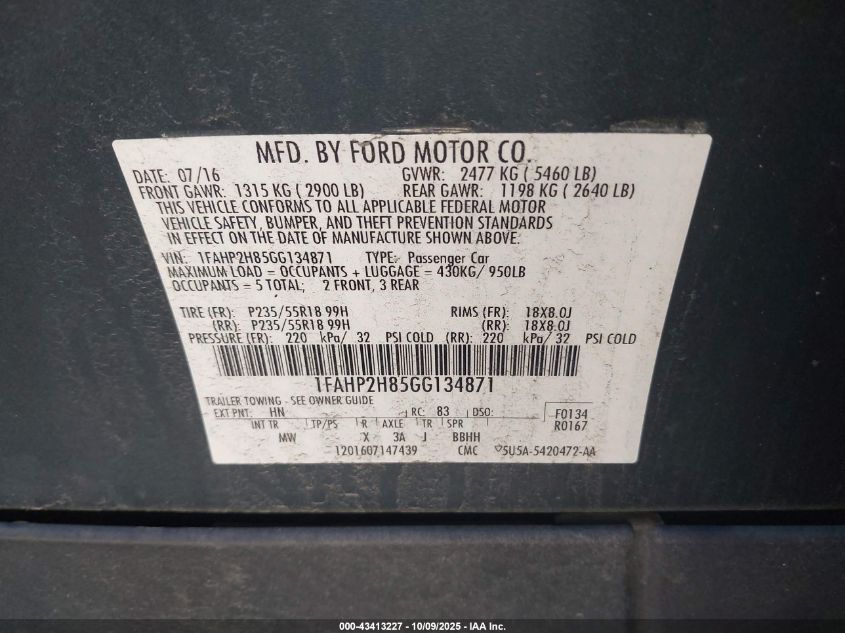 MFD. BY FORD MOTOR CO.
DATE: 07/16 GVWR: 2477 KG ( 5460 LB)
FRONT GAWR: 1315 KG ( 2900 LB) REAR GAWR: 1198 KG ( 2640 LB)
THIS VEHICLE CONFORMS TO ALL APPLICABLE FEDERAL MOTOR
VEHICLE SAFETY, BUMPER, AND THEFT PREVENTION STANDARDS
IN EFFECT ON THE DATE OF MANUFACTURE SHOWN ABOVE.
VIN: 1FAHP2H85GG134871 TYPE: Passenger Car
MAXIMUM LOAD = OCCUPANTS + LUGGAGE = 430KG/ 950LB
OCCUPANTS = 5 TOTAL; 2 FRONT, 3 REAR
TIRE (FR): P235/55R18 99H RIMS (FR): 18X8.0J
(RR): P235/55R18 99H (RR): 18X8.0J
PRESSURE (FR): 220 kPa/ 32 PSI COLD (RR): 220 kPa/ 32 PSI COLD
1FAHP2H85GG134871
TRAILER TOWING - SEE OWNER GUIDE
EXT PNT: HN RC: 83 DSO: F0134
INT TR TP/PS R AXLE TR SPR R0167
MW X 3A J BBHH
1201607147439 CMC 5U5A-5420472-AA
000-43413227 - 10/09/2025 - IAA Inc.